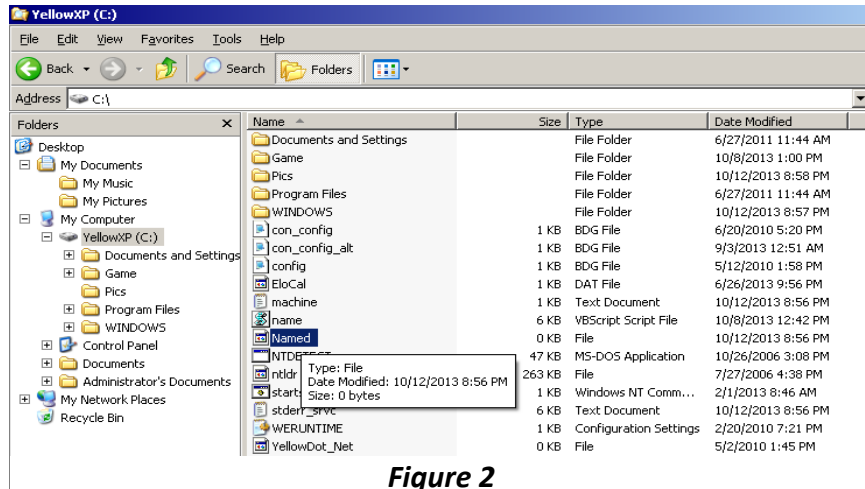 YellowXP (C:)
File Edit View Favorites Tools Help
Back Search Folders
Address C:\
Folders x Name Size Type Date Modified
Desktop
My Documents
My Music
My Pictures
My Computer
YellowXP (C:)
Documents and Settings
Game
Pics
Program Files
WINDOWS
Control Panel
Documents
Administrator's Documents
My Network Places
Recycle Bin
Documents and Settings File Folder 6/27/2011 11:44 AM
Game File Folder 10/8/2013 1:00 PM
Pics File Folder 10/12/2013 8:58 PM
Program Files File Folder 6/27/2011 11:44 AM
WINDOWS File Folder 10/12/2013 8:57 PM
con_config 1 KB BDG File 6/20/2010 5:20 PM
con_config_alt 1 KB BDG File 9/3/2013 12:51 AM
config 1 KB BDG File 5/12/2010 1:58 PM
EloCal 1 KB DAT File 6/26/2013 9:56 PM
machine 1 KB Text Document 10/12/2013 8:56 PM
name 6 KB VBScript Script File 10/8/2013 12:42 PM
Named 0 KB File 10/12/2013 8:56 PM
47 KB MS-DOS Application 10/26/2006 3:08 PM
ntldr 263 KB File 7/27/2006 4:38 PM
1 KB Windows NT Comm... 2/1/2013 8:46 AM
stderr_srvc 6 KB Text Document 10/12/2013 8:56 PM
WERUNTIME 1 KB Configuration Settings 2/20/2010 7:21 PM
YellowDot_Net 0 KB File 5/2/2010 1:45 PM
Type: File
Date Modified: 10/12/2013 8:56 PM
Size: 0 bytes
Figure 2